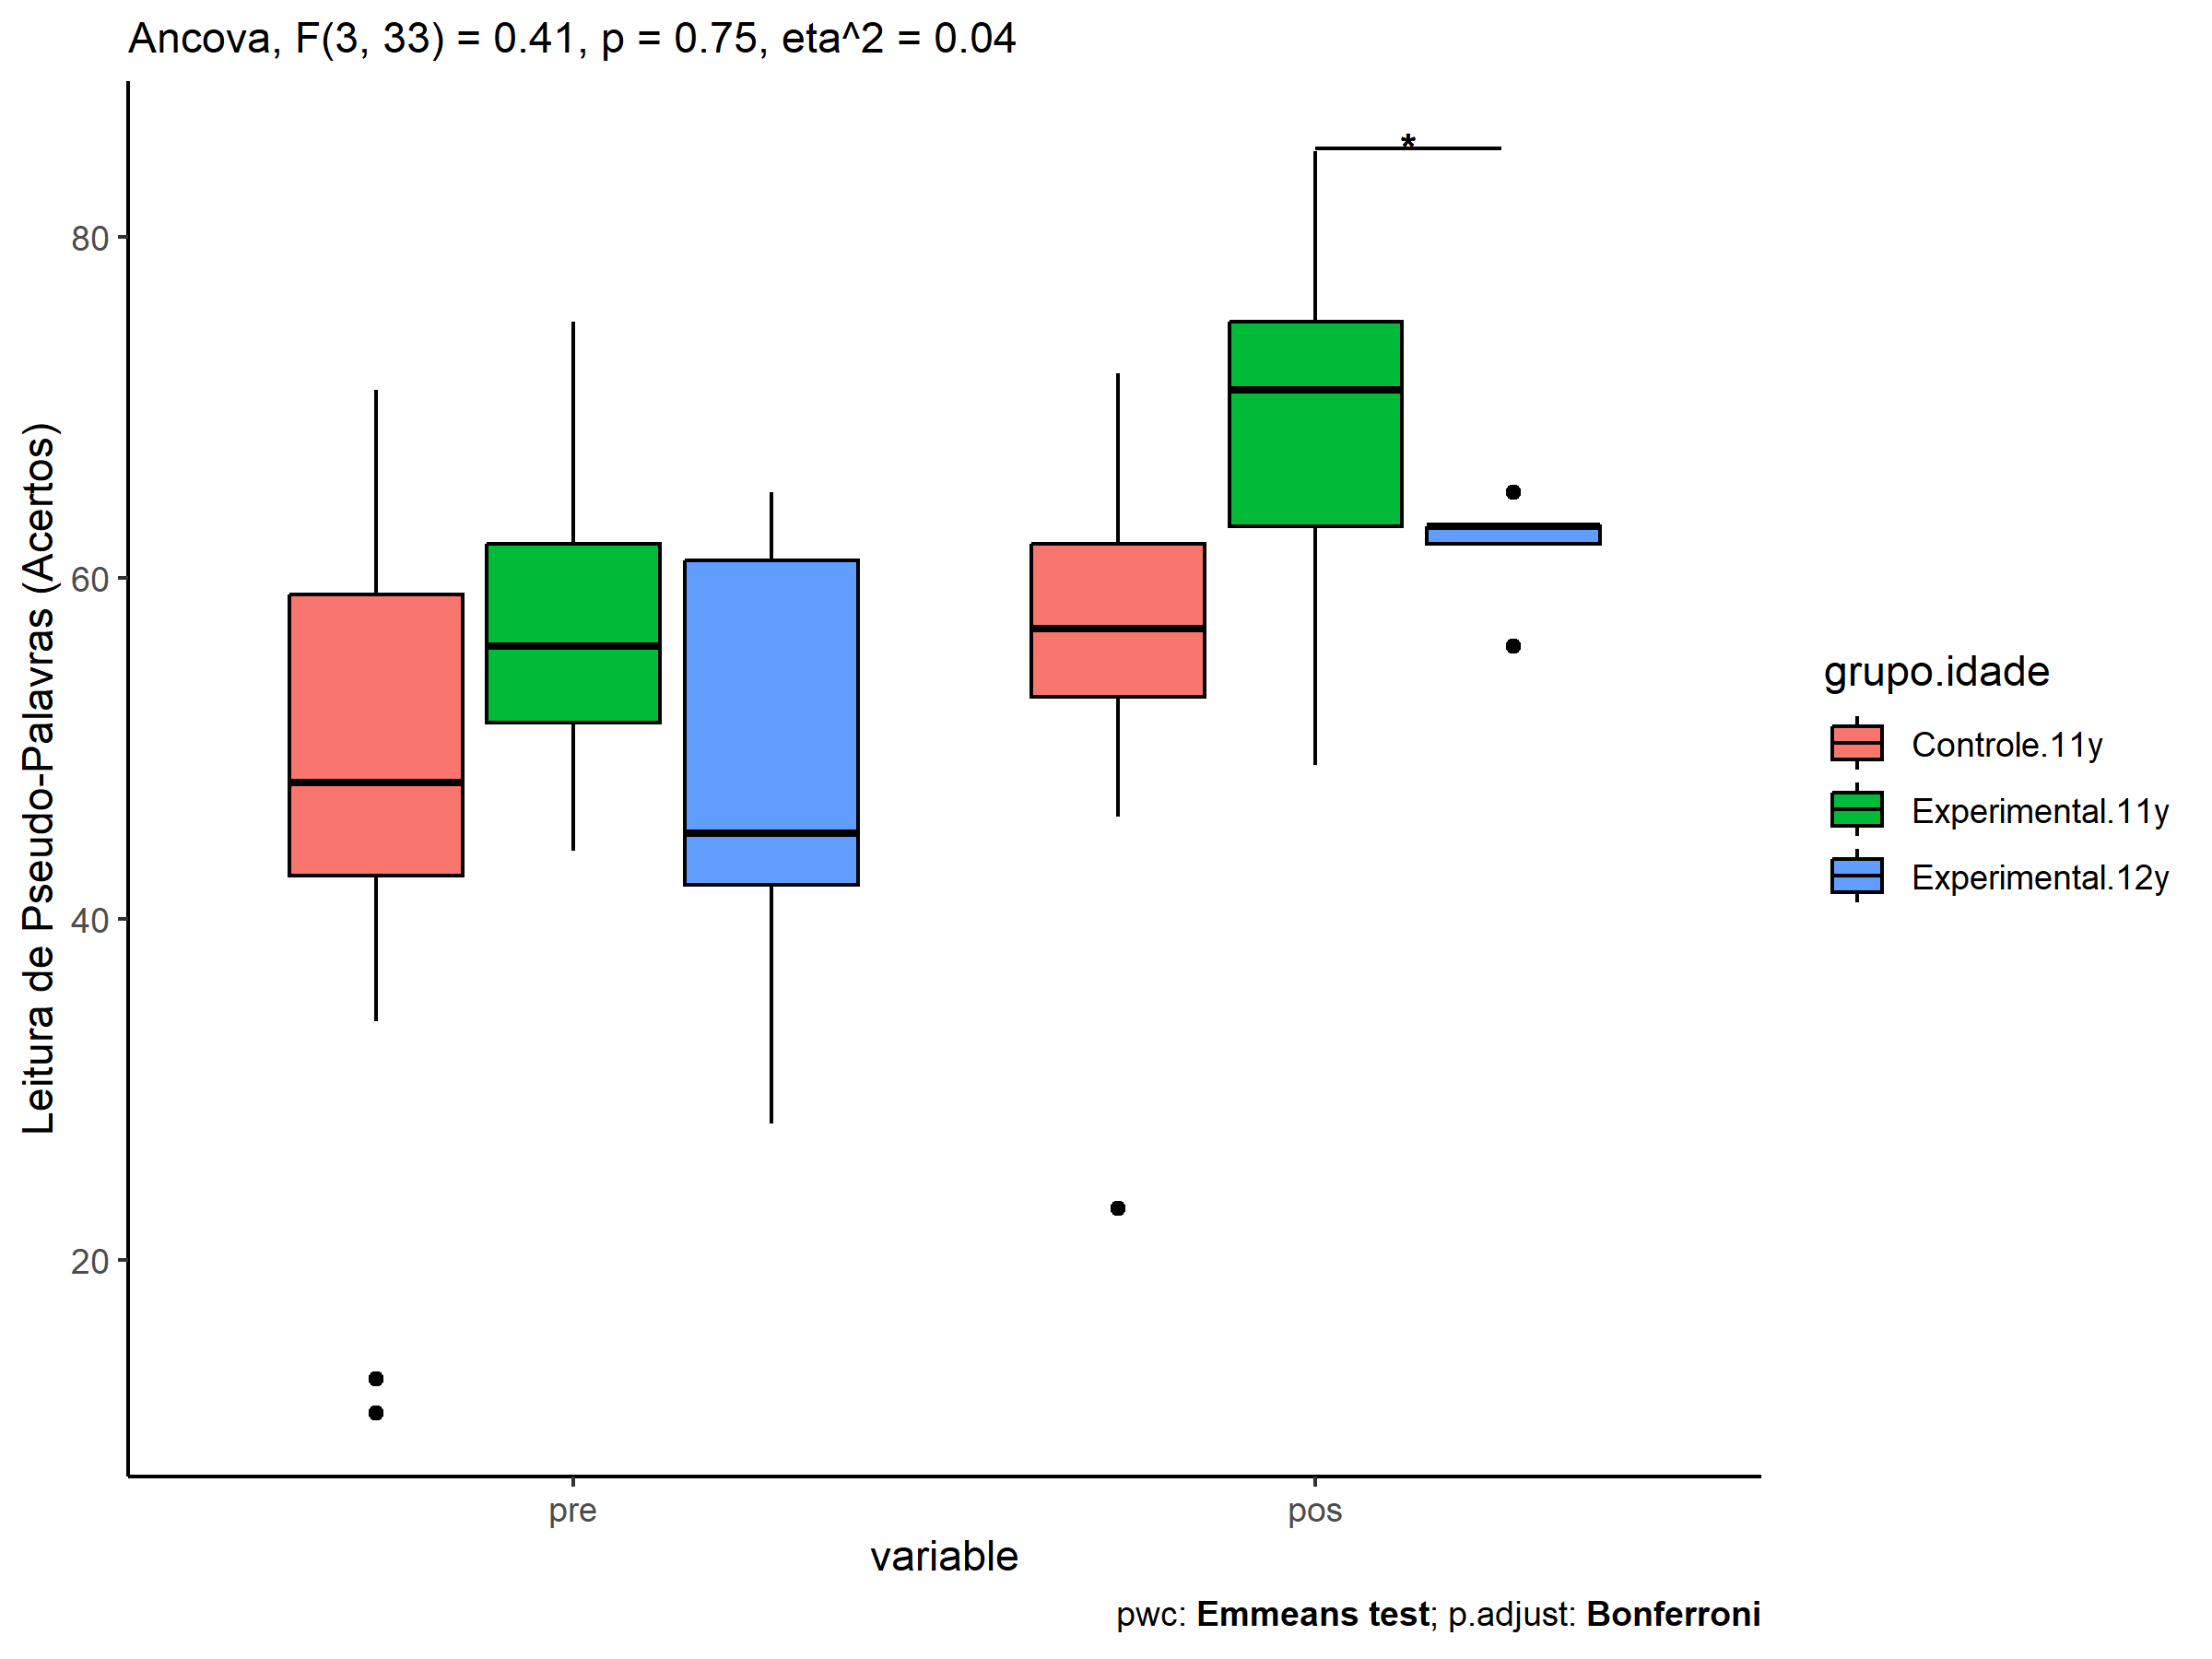 Ancova, F(3, 33) = 0.41, p = 0.75, eta^2 = 0.04
*
80
60
40
20
Leitura de Pseudo-Palavras (Acertos)
pre
pos
variable
grupo.idade
Controle.11y
Experimental.11y
Experimental.12y
pwc: Emmeans test; p.adjust: Bonferroni